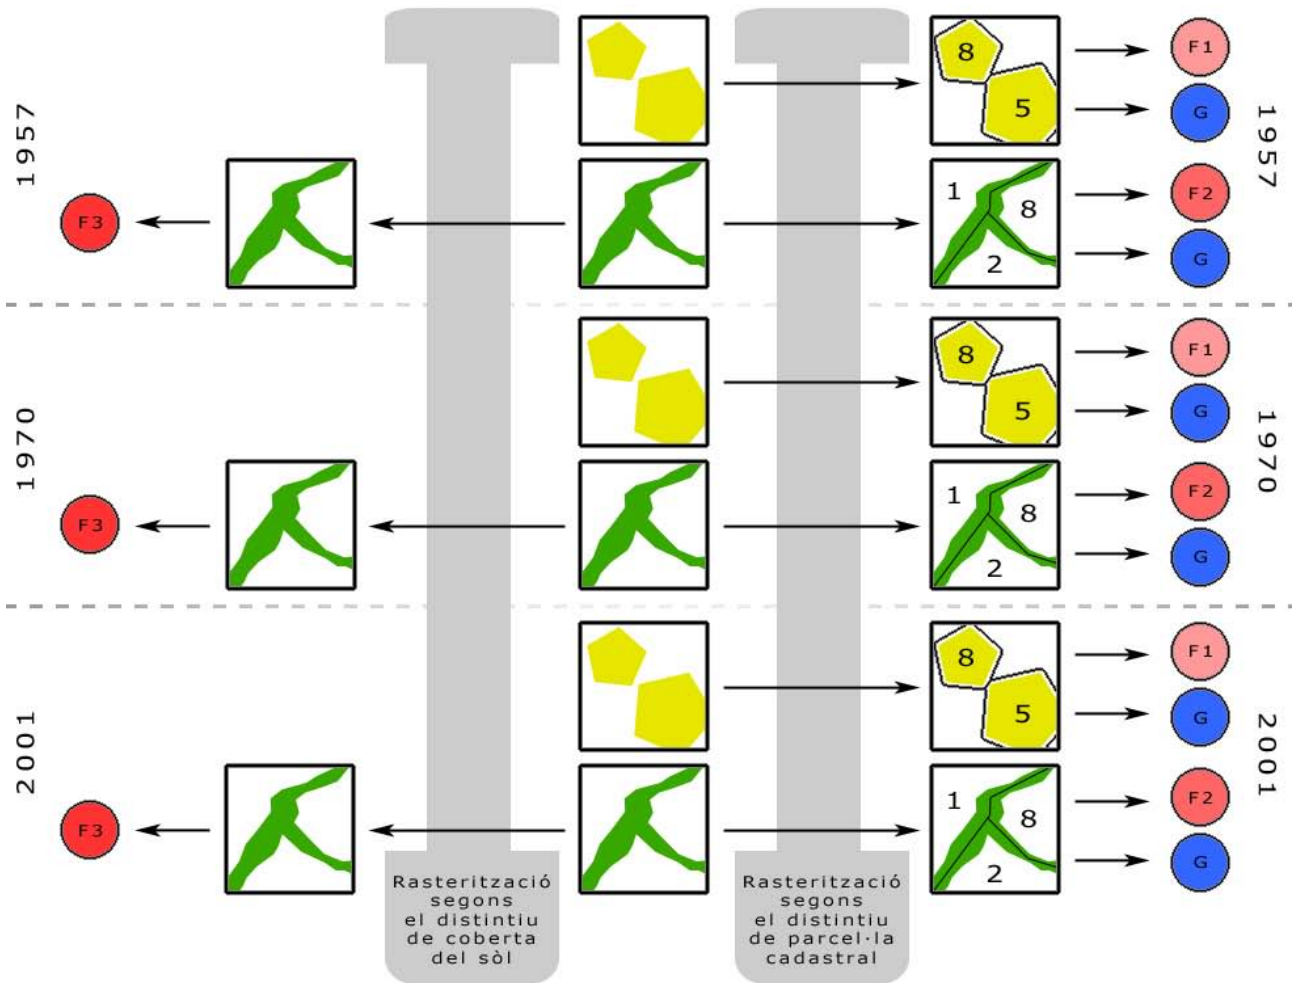 1957
F3
8
5
F1
G
1
8
2
F2
G
1957
1970
F3
8
5
F1
G
1
8
2
F2
G
1970
2001
F3
8
5
F1
G
1
8
2
F2
G
2001
Rasterització
segons
el distintiu
de coberta
del sòl
Rasterització
segons
el distintiu
de parcel·la
cadastral